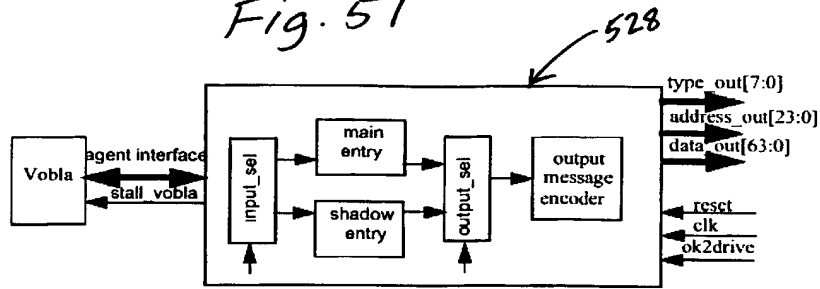 Fig. 51
528
type_out[7:0]
address_out[23:0]
data_out[63:0]
Vobla
agent interface
stall_vobla
input_sel
main
entry
shadow
entry
output_sel
output
message
encoder
reset
clk
ok2drive